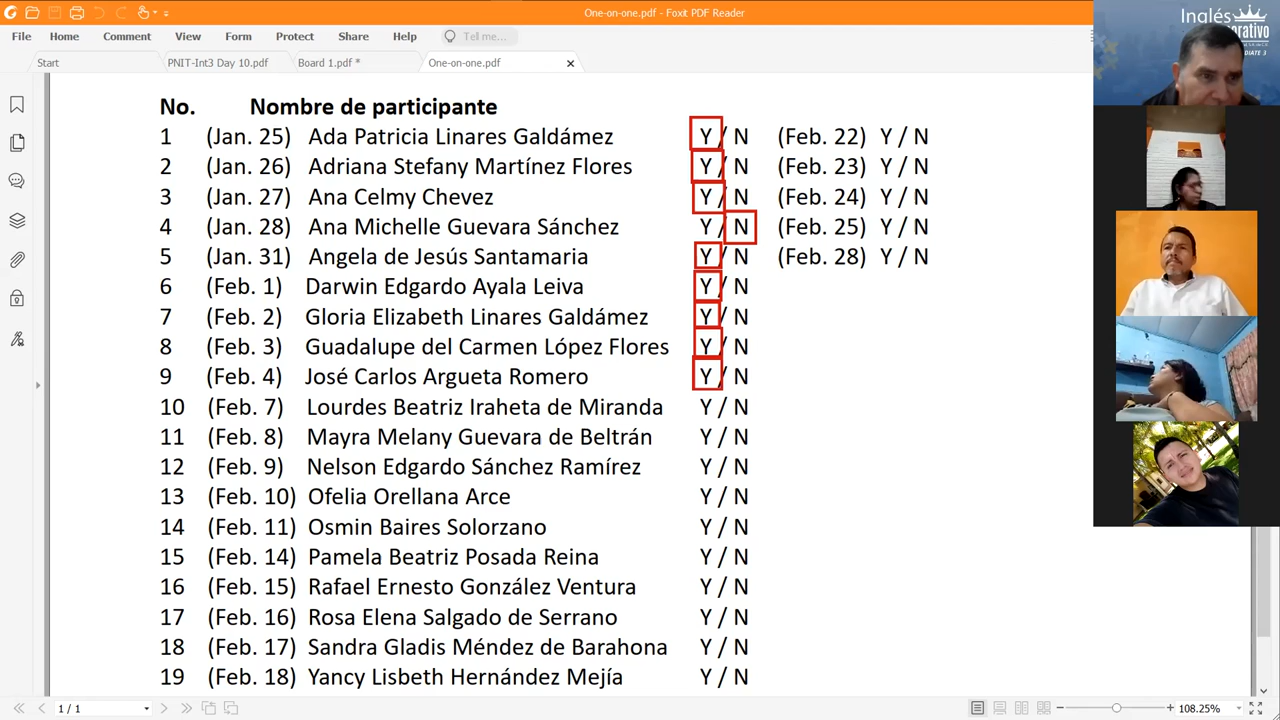 One-on-one.pdf - Foxit PDF Reader
File Home Comment View Form Protect Share Help Tell me...
Start PNIT-Int3 Day 10.pdf Board 1.pdf * One-on-one.pdf
Inglés
orativo
DIATE 3
No. Nombre de participante
1 (Jan. 25) Ada Patricia Linares Galdámez Y / N (Feb. 22) Y / N
2 (Jan. 26) Adriana Stefany Martínez Flores Y / N (Feb. 23) Y / N
3 (Jan. 27) Ana Celmy Chevez Y / N (Feb. 24) Y / N
4 (Jan. 28) Ana Michelle Guevara Sánchez Y / N (Feb. 25) Y / N
5 (Jan. 31) Angela de Jesús Santamaria Y / N (Feb. 28) Y / N
6 (Feb. 1) Darwin Edgardo Ayala Leiva Y / N
7 (Feb. 2) Gloria Elizabeth Linares Galdámez Y / N
8 (Feb. 3) Guadalupe del Carmen López Flores Y / N
9 (Feb. 4) José Carlos Argueta Romero Y / N
10 (Feb. 7) Lourdes Beatriz Iraheta de Miranda Y / N
11 (Feb. 8) Mayra Melany Guevara de Beltrán Y / N
12 (Feb. 9) Nelson Edgardo Sánchez Ramírez Y / N
13 (Feb. 10) Ofelia Orellana Arce Y / N
14 (Feb. 11) Osmin Baires Solorzano Y / N
15 (Feb. 14) Pamela Beatriz Posada Reina Y / N
16 (Feb. 15) Rafael Ernesto González Ventura Y / N
17 (Feb. 16) Rosa Elena Salgado de Serrano Y / N
18 (Feb. 17) Sandra Gladis Méndez de Barahona Y / N
19 (Feb. 18) Yancy Lisbeth Hernández Mejía Y / N
1 / 1 108.25%